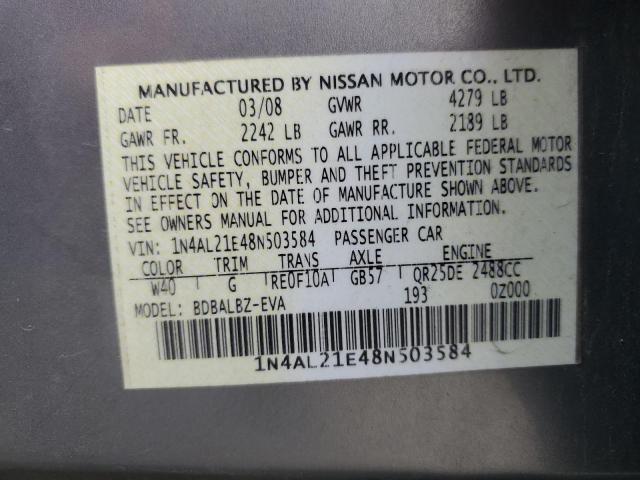 MANUFACTURED BY NISSAN MOTOR CO., LTD.
DATE 03/08 GVWR 4279 LB
GAWR FR. 2242 LB GAWR RR. 2189 LB
THIS VEHICLE CONFORMS TO ALL APPLICABLE FEDERAL MOTOR
VEHICLE SAFETY, BUMPER AND THEFT PREVENTION STANDARDS
IN EFFECT ON THE DATE OF MANUFACTURE SHOWN ABOVE.
SEE OWNERS MANUAL FOR ADDITIONAL INFORMATION.
VIN: 1N4AL21E48N503584 PASSENGER CAR
COLOR TRIM TRANS AXLE ENGINE
W40 G RE0F10A GB57 QR25DE 2488CC
MODEL: BDBALBZ-EVA 193 02000
1N4AL21E48N503584